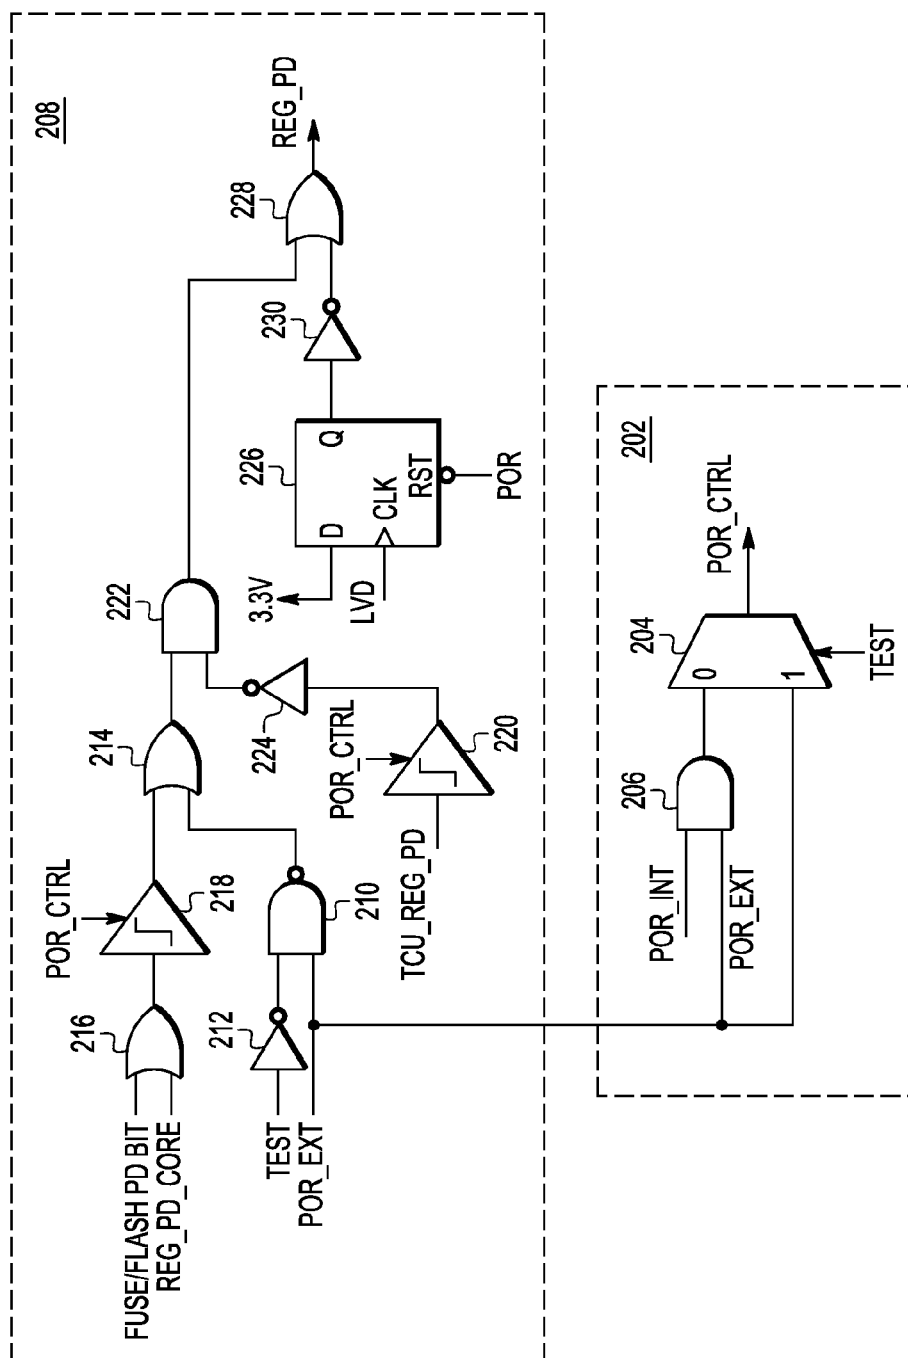 208
FUSE/FLASH PD BIT
REG_PD_CORE
216
POR_CTRL
218
214
222
TEST
POR_EXT
212
210
TCU_REG_PD
POR_CTRL
220
224
3.3V
LVD
D
Q
CLK
RST
226
POR
230
228
REG_PD
202
POR_INT
POR_EXT
206
0
1
204
TEST
POR_CTRL